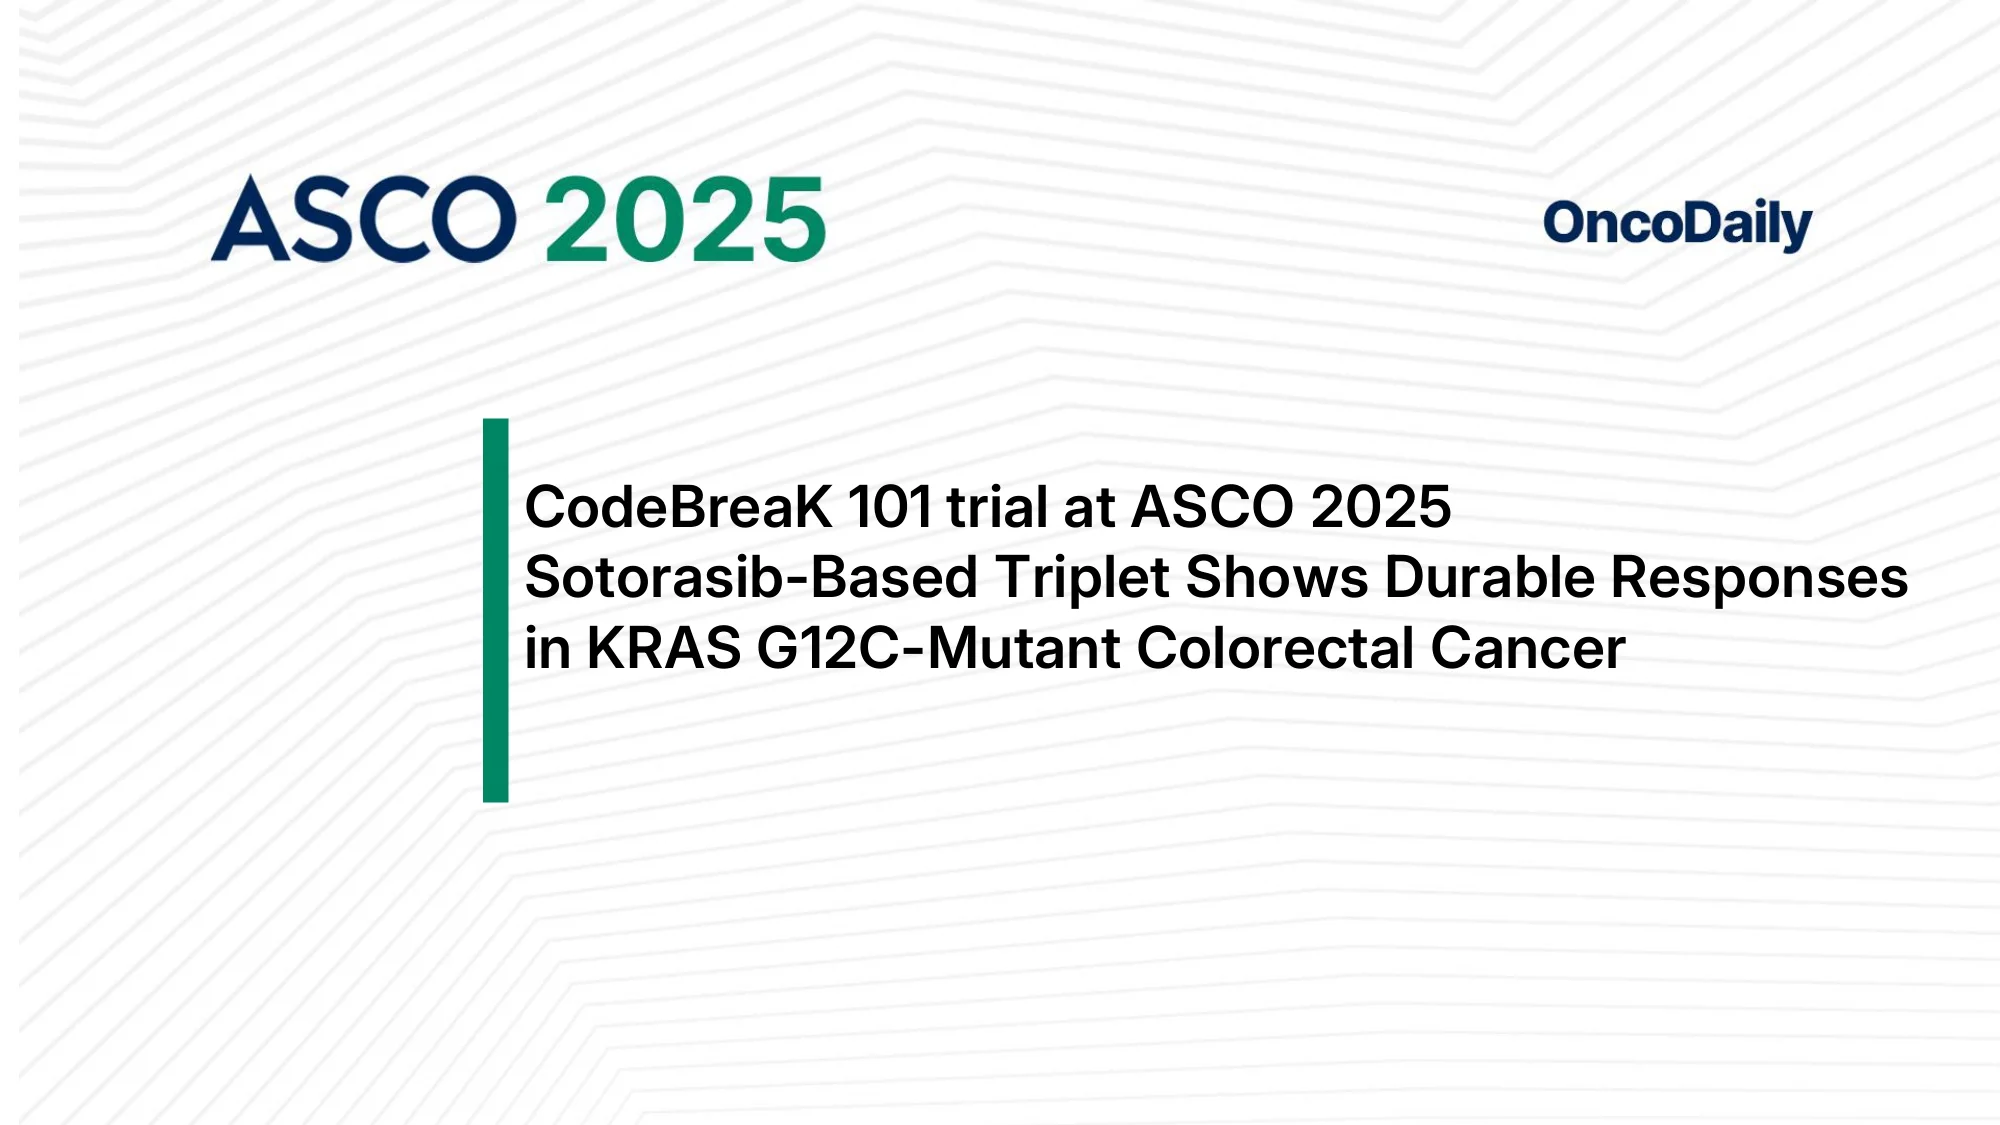 ASCO 2025
OncoDaily
CodeBreaK 101 trial at ASCO 2025
Sotorasib-Based Triplet Shows Durable Responses
in KRAS G12C-Mutant Colorectal Cancer